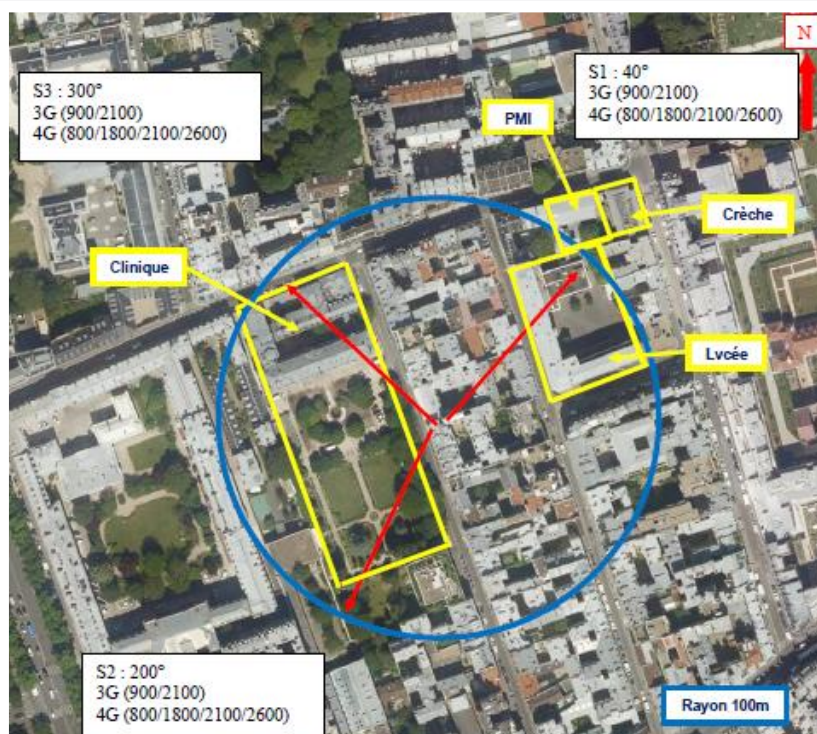 N
S3 : 300°
3G (900/2100)
4G (800/1800/2100/2600)
S1 : 40°
3G (900/2100)
4G (800/1800/2100/2600)
PMI
Crèche
Clinique
Lycée
S2 : 200°
3G (900/2100)
4G (800/1800/2100/2600)
Rayon 100m